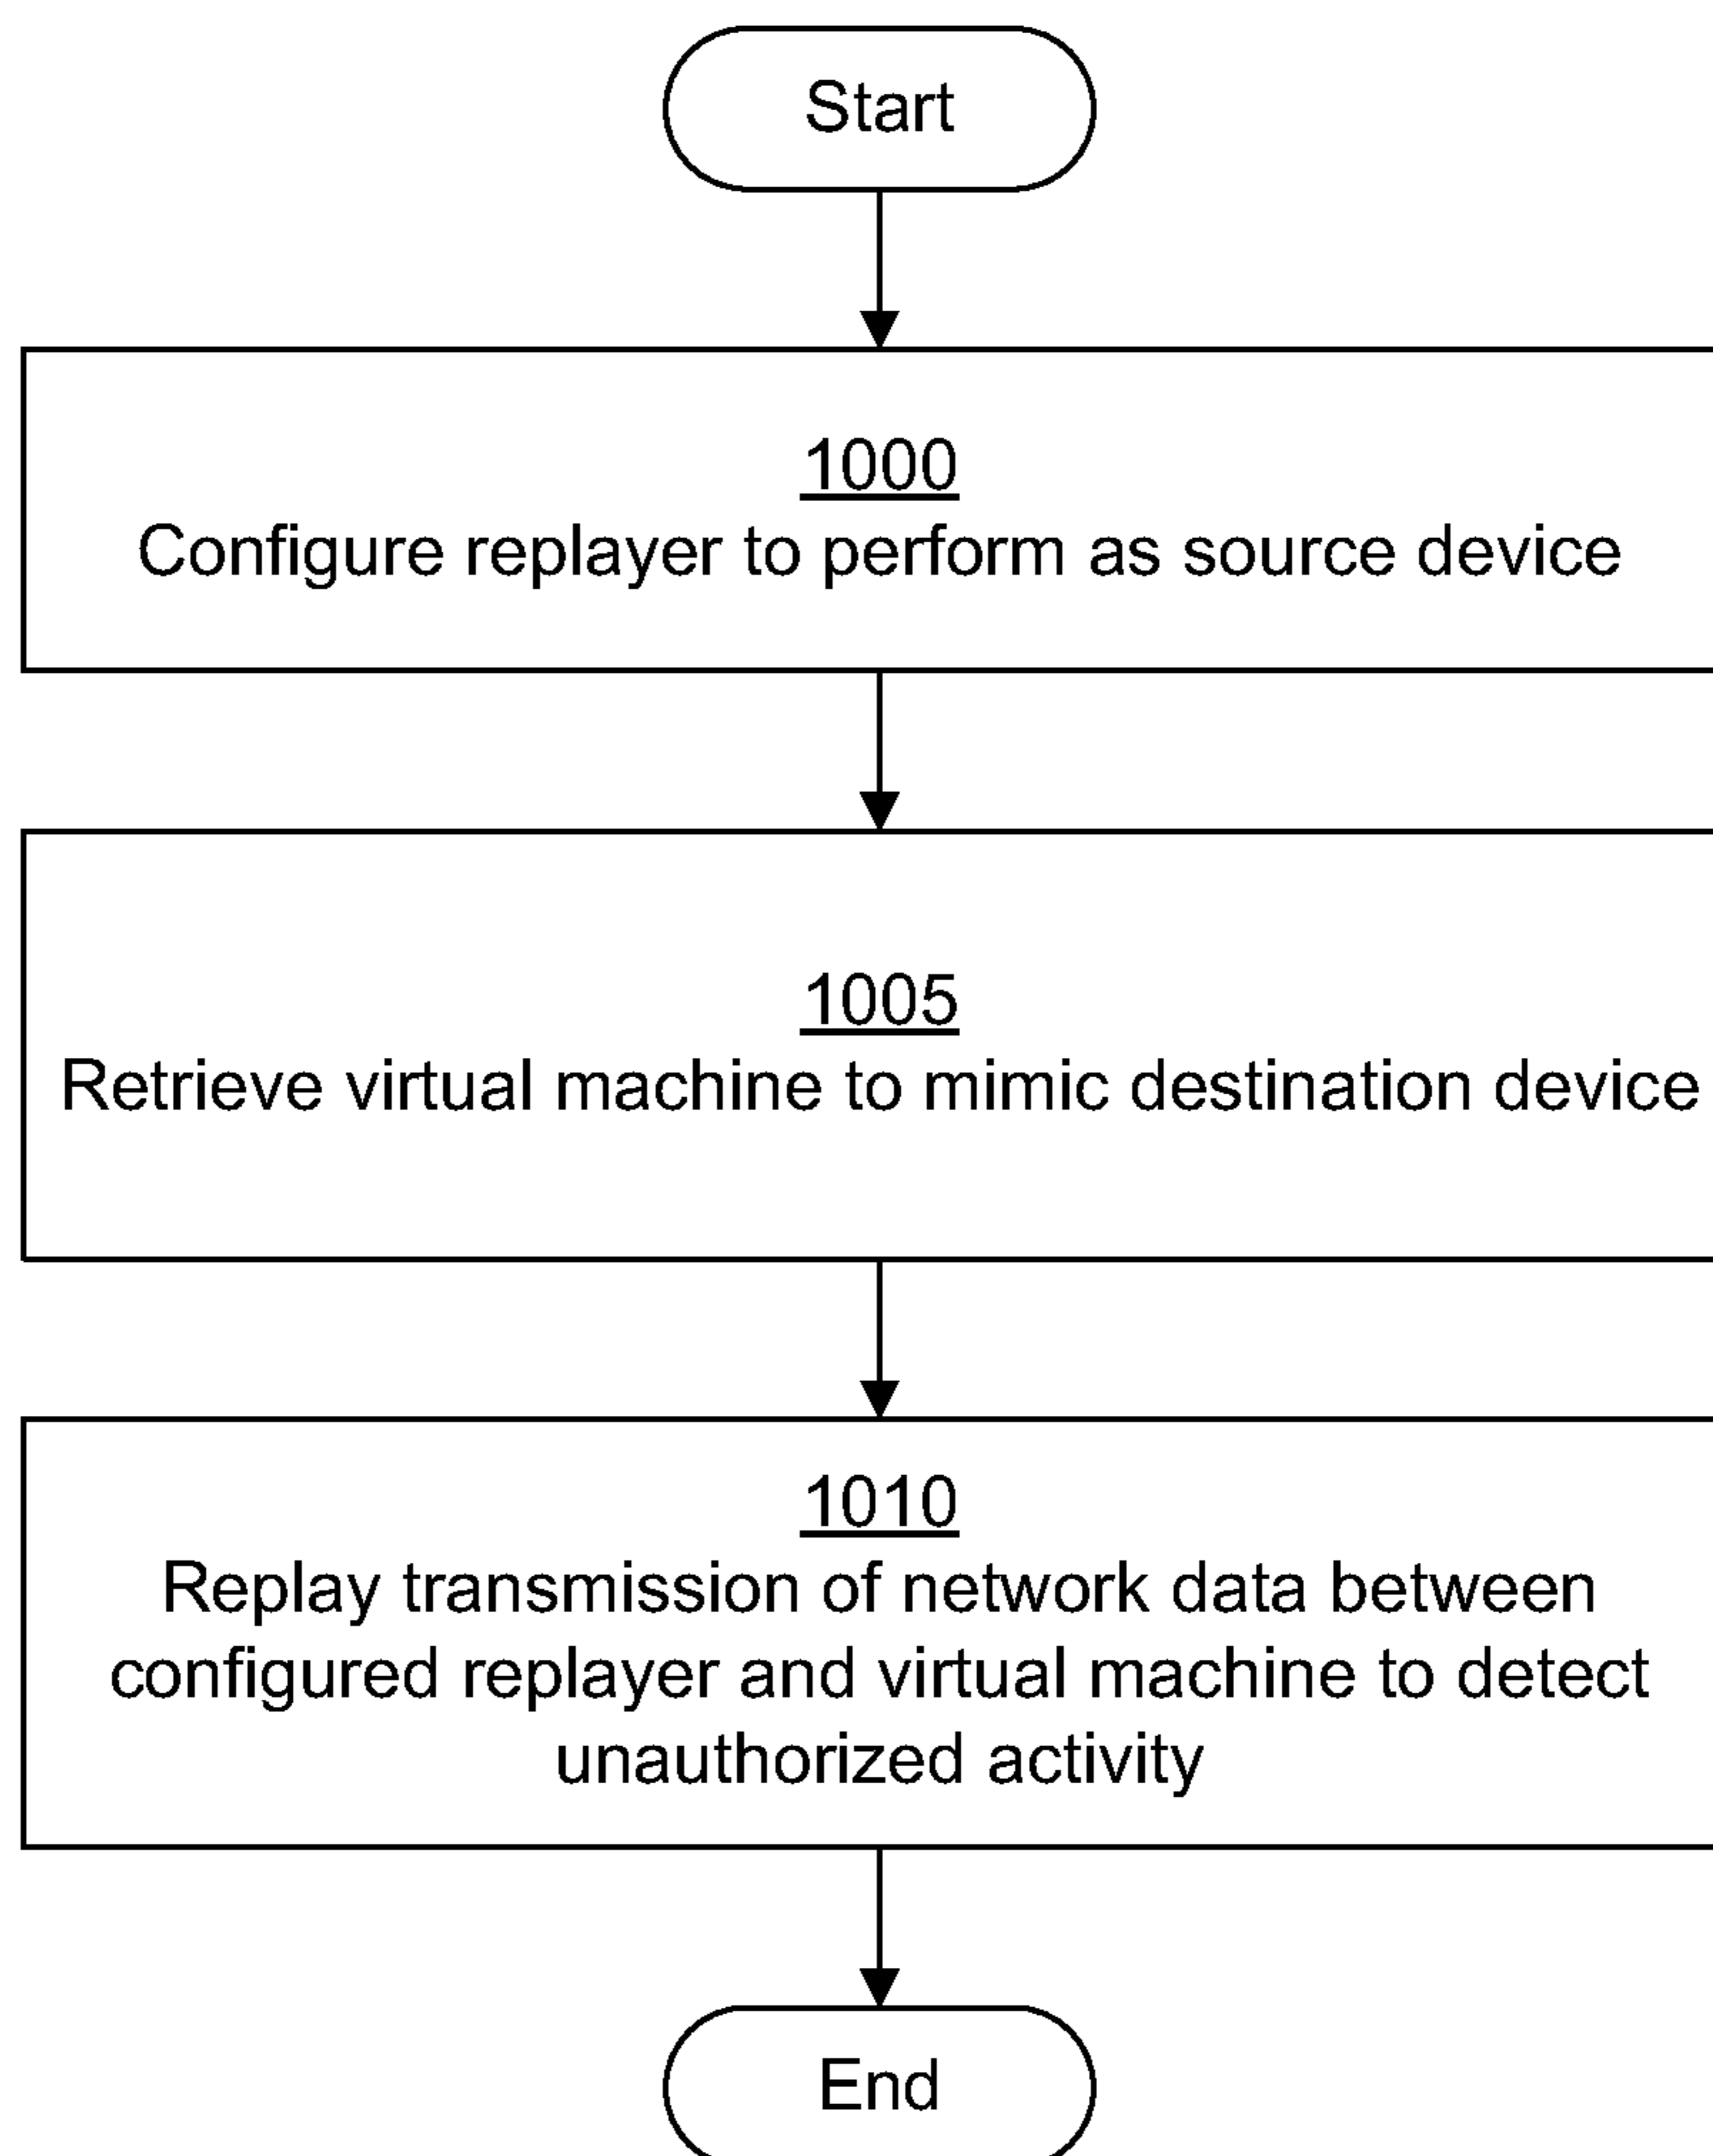 Start
1000
Configure replayer to perform as source device
1005
Retrieve virtual machine to mimic destination device
1010
Replay transmission of network data between
configured replayer and virtual machine to detect
unauthorized activity
End